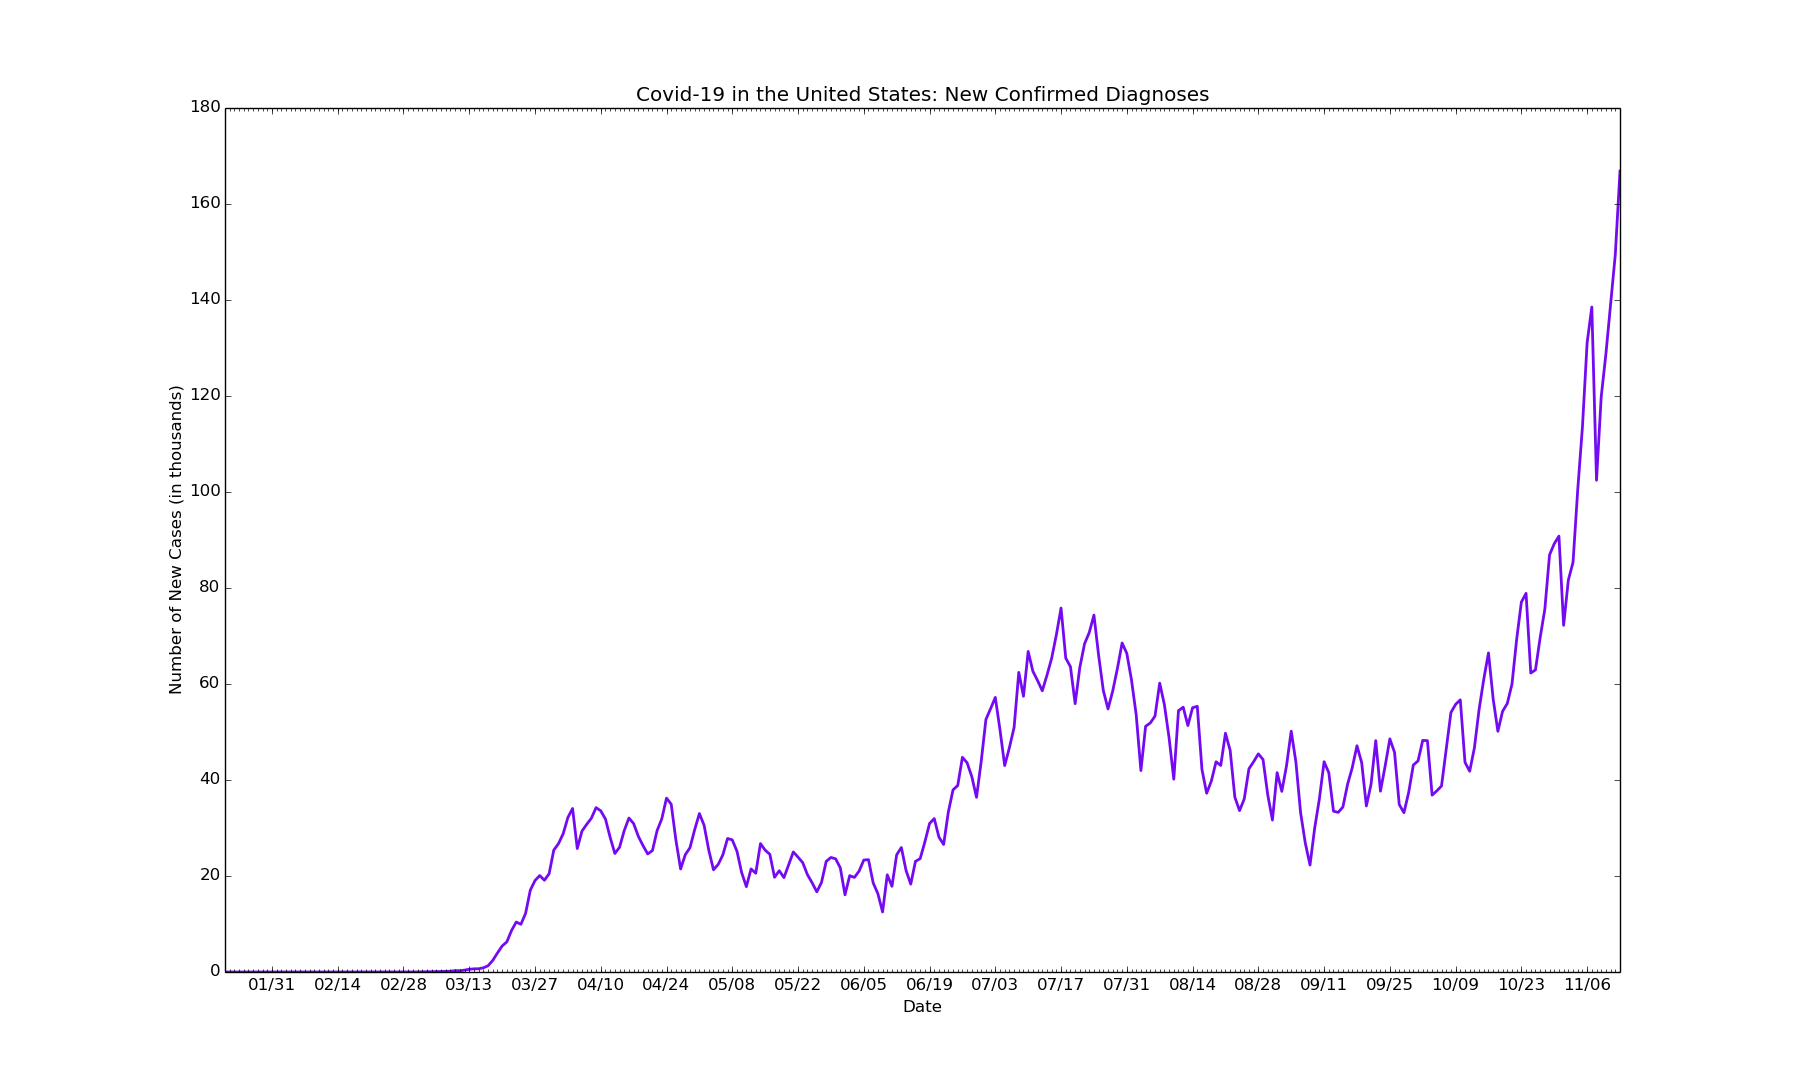 Covid-19 in the United States: New Confirmed Diagnoses
Number of New Cases (in thousands)
180
160
140
120
100
80
60
40
20
0
01/31 02/14 02/28 03/13 03/27 04/10 04/24 05/08 05/22 06/05 06/19 07/03 07/17 07/31 08/14 08/28 09/11 09/25 10/09 10/23 11/06
Date